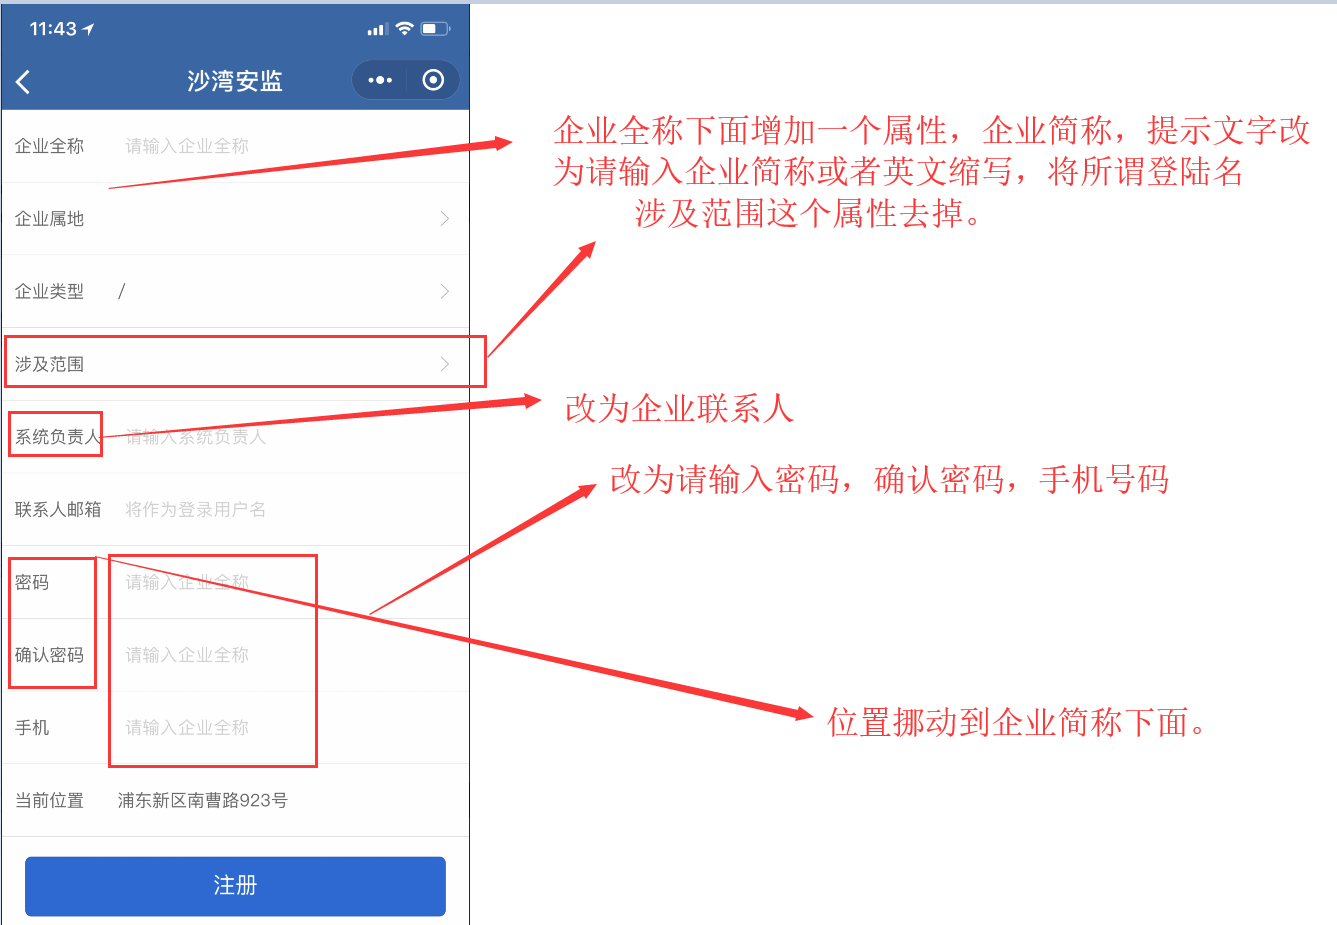 11:43
沙湾安监
企业全称 请输入企业全称
企业属地
企业类型 /
涉及范围
系统负责人 请输入系统负责人
联系人邮箱 将作为登录用户名
密码 请输入企业全称
确认密码 请输入企业全称
手机 请输入企业全称
当前位置 浦东新区南曹路923号
注册
企业全称下面增加一个属性，企业简称，提示文字改
为请输入企业简称或者英文缩写，将所谓登陆名
涉及范围这个属性去掉。
改为企业联系人
改为请输入密码，确认密码，手机号码
位置挪动到企业简称下面。